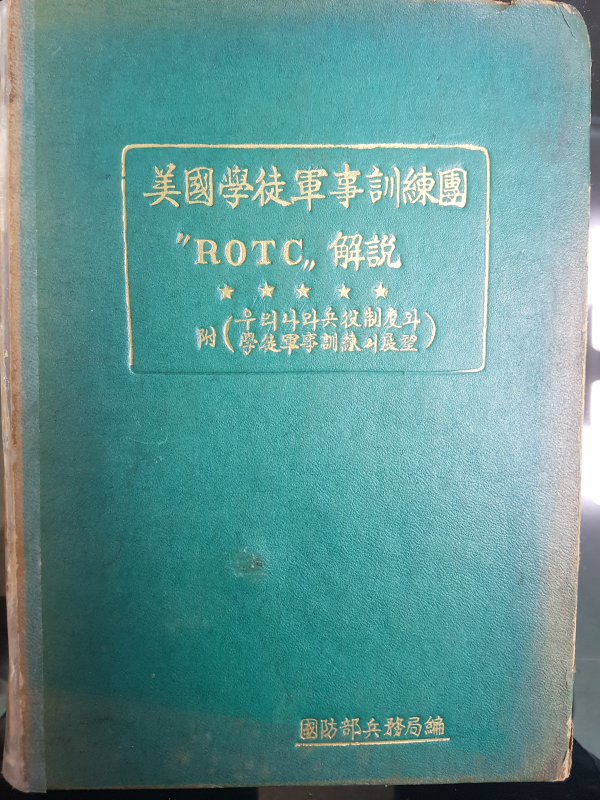 美國學徒軍事訓練團
"ROTC„ 解説
★ ★ ★ ★ ★
附(우리나라兵役制度와
學徒軍事訓練의展望)
國防部兵務局編